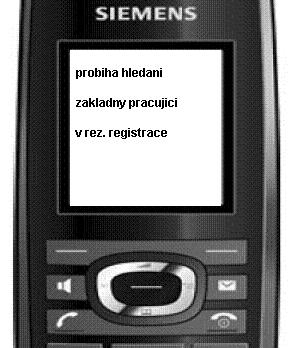 SIEMENS
probiha hledani
zakladny pracujici
v rez. registrace